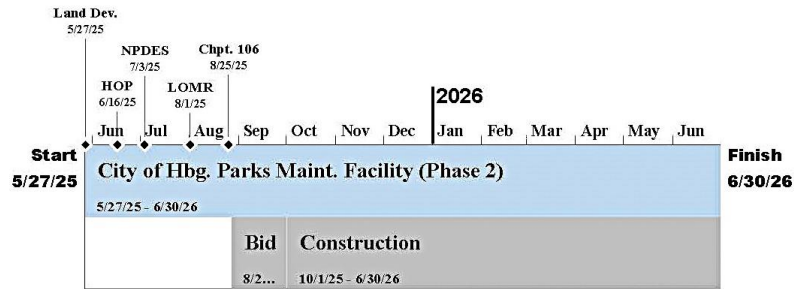 Land Dev.
5/27/25
NPDES
7/3/25
Chpt. 106
8/25/25
HOP
6/16/25
LOMR
8/1/25
2026
Jun Jul Aug Sep Oct Nov Dec Jan Feb Mar Apr May Jun
Start
5/27/25
Finish
6/30/26
City of Hbg. Parks Maint. Facility (Phase 2)
5/27/25 - 6/30/26
Bid Construction
8/2... 10/1/25 - 6/30/26